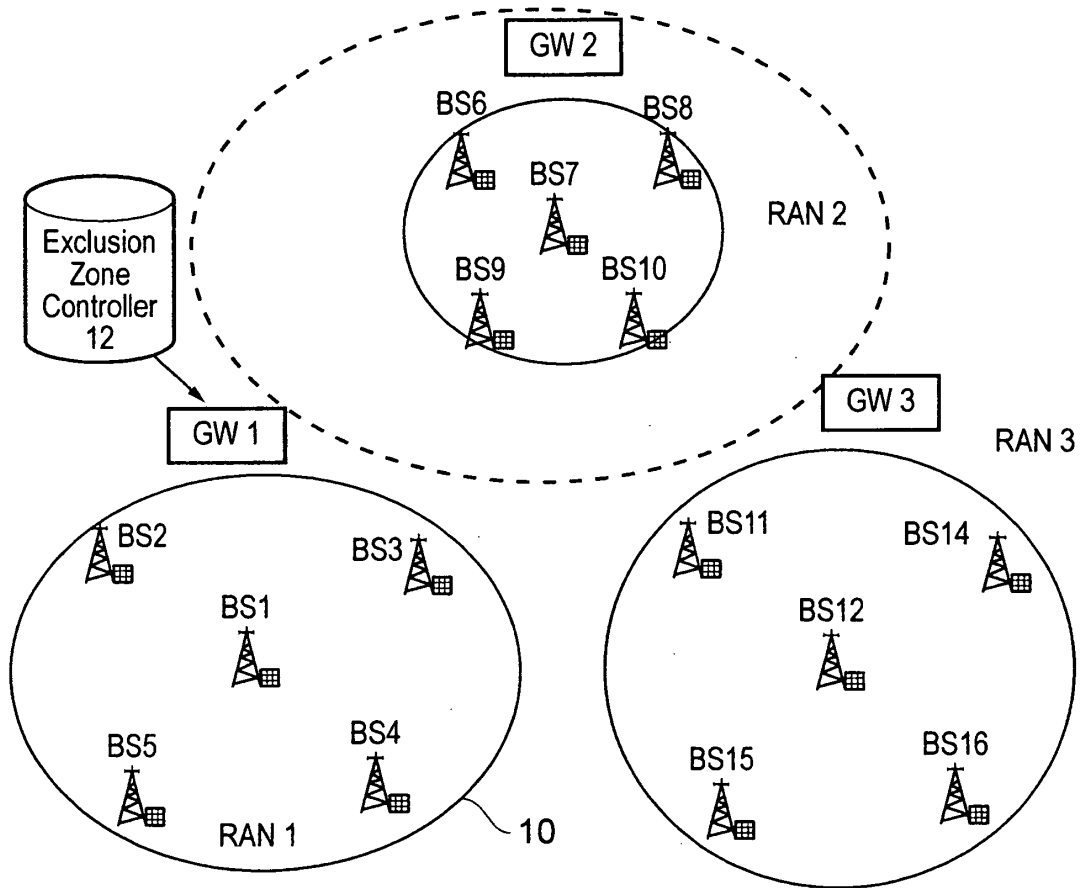 GW 2
BS6
BS8
BS7
RAN 2
Exclusion
Zone
Controller
12
BS9
BS10
GW 1
GW 3
RAN 3
BS2
BS3
BS1
BS5
BS4
RAN 1
10
BS11
BS14
BS12
BS15
BS16